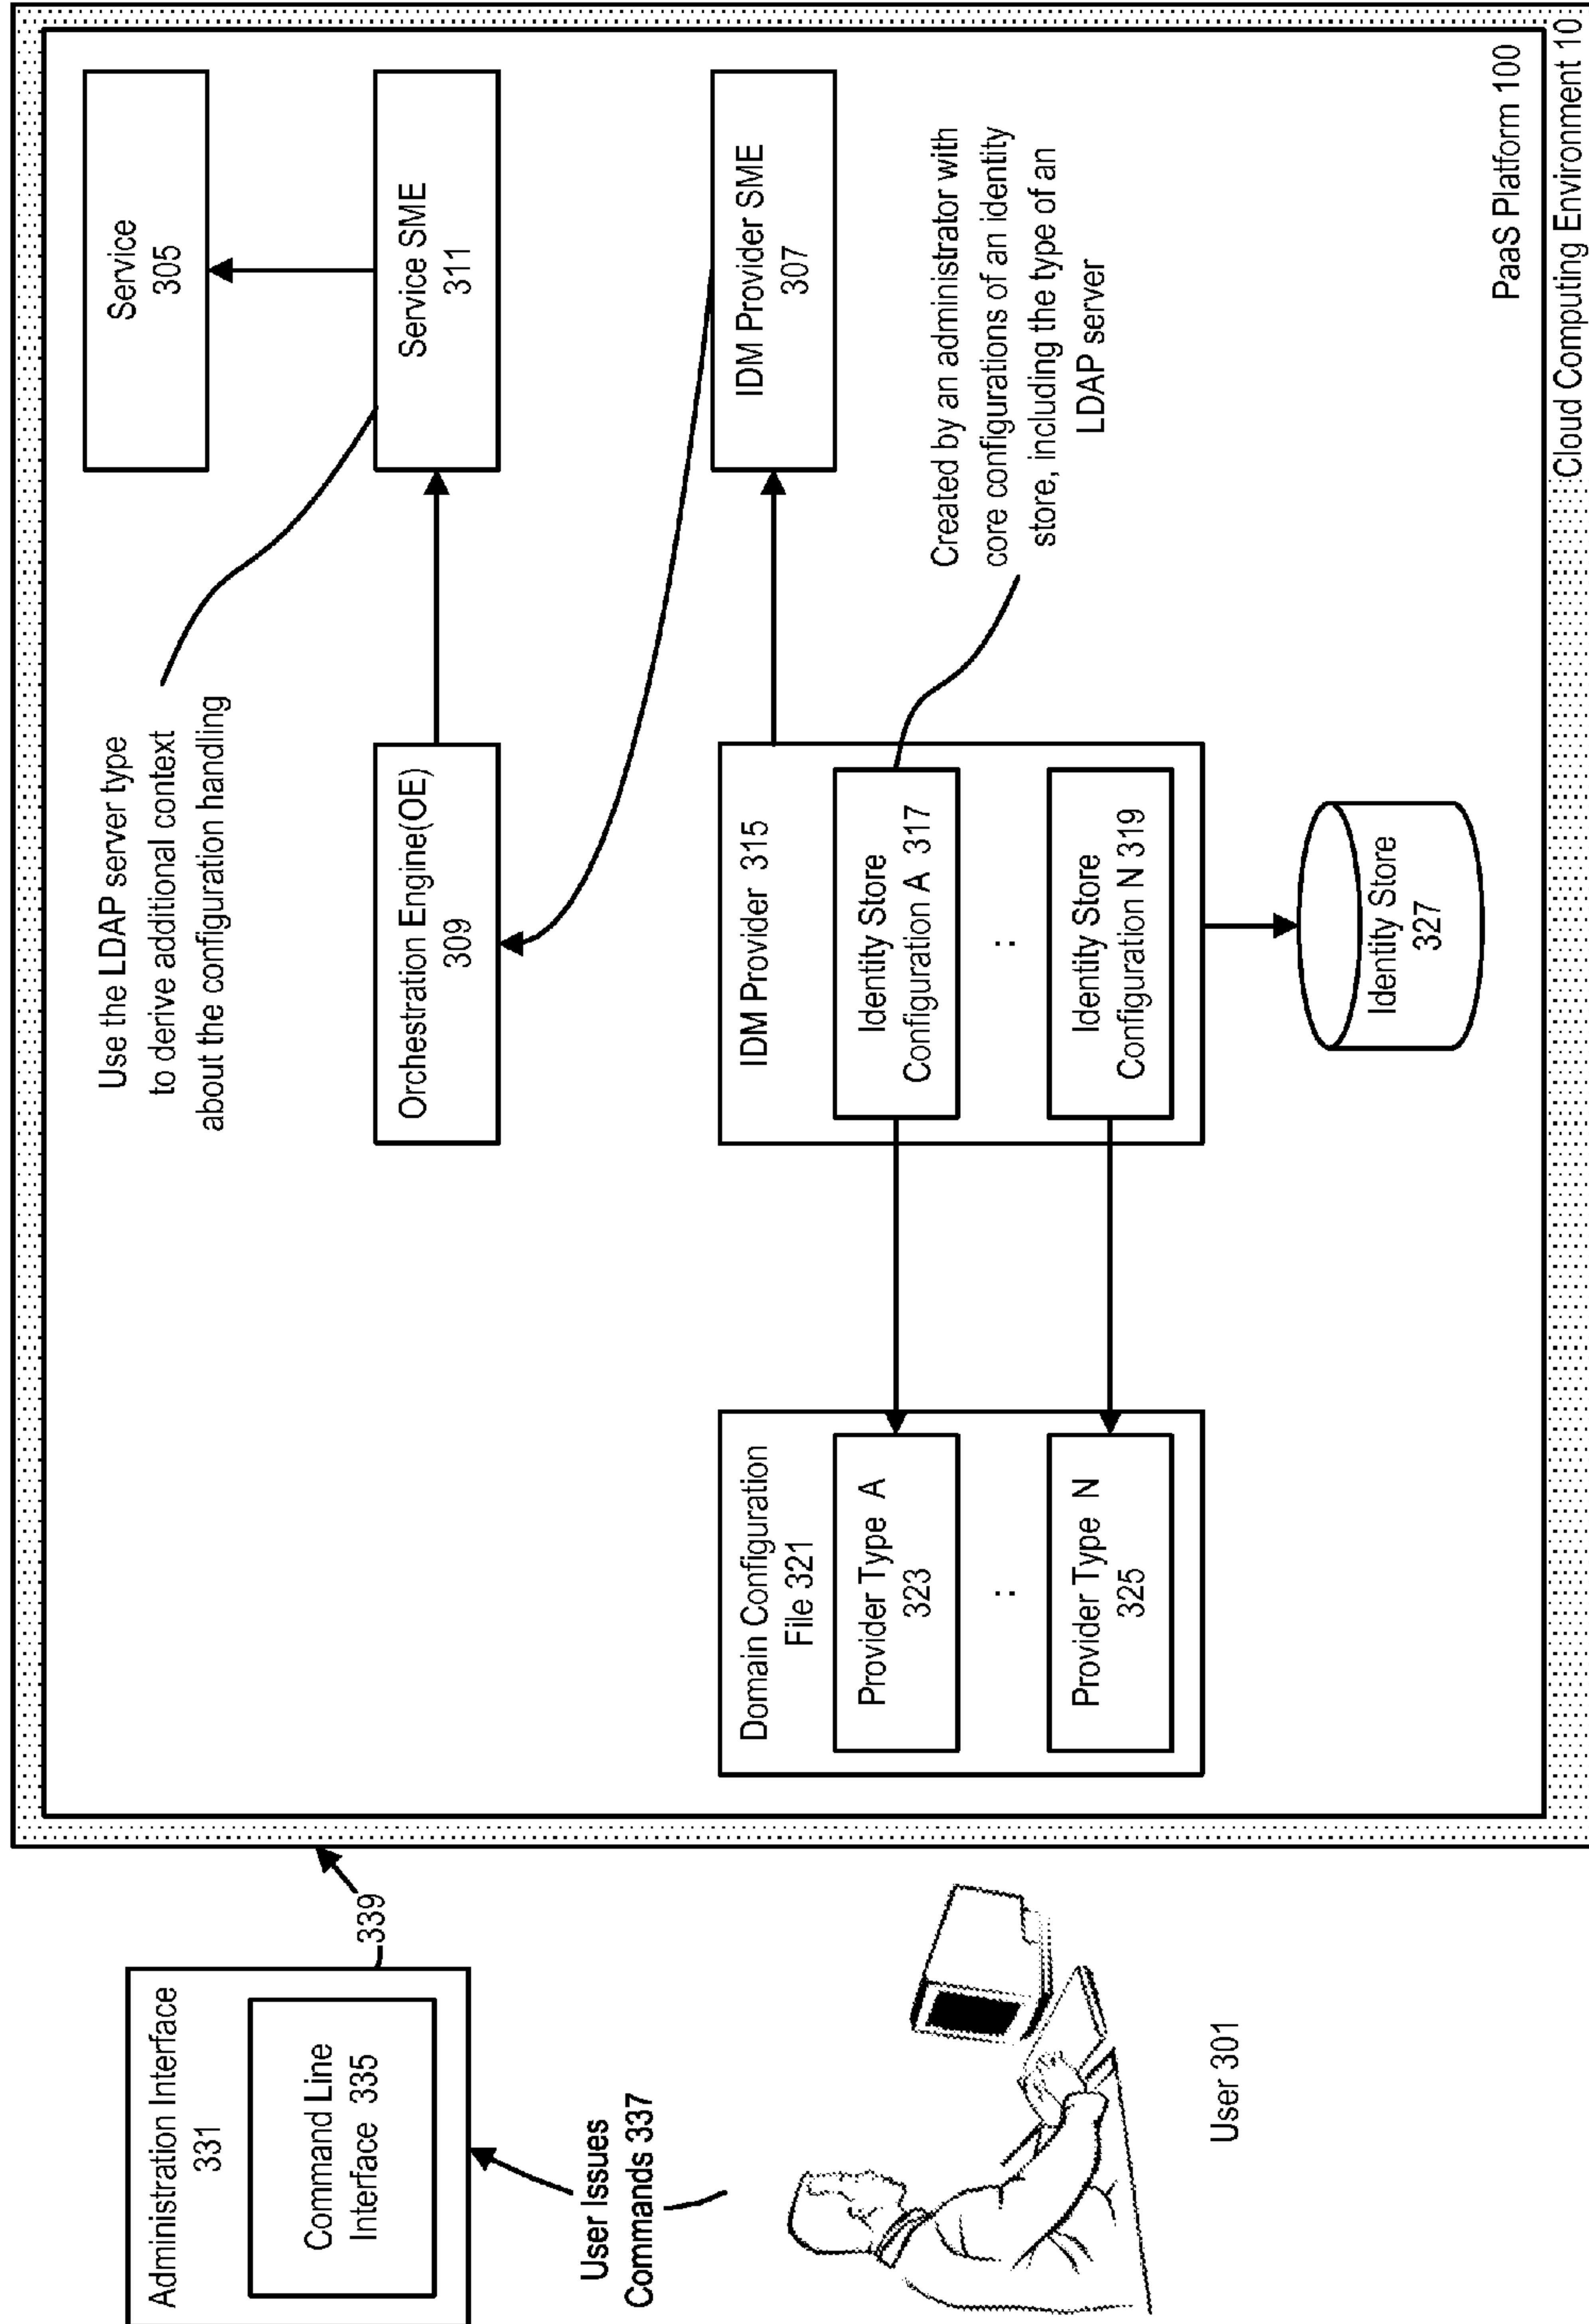 Administration Interface
331
Command Line
Interface 335
User Issues
Commands 337
339
User 301
Use the LDAP server type
to derive additional context
about the configuration handling
Service
305
Orchestration Engine(OE)
309
Service SME
311
Domain Configuration
File 321
Provider Type A
323
:
Provider Type N
325
IDM Provider 315
Identity Store
Configuration A 317
:
Identity Store
Configuration N 319
IDM Provider SME
307
Created by an administrator with
core configurations of an identity
store, including the type of an
LDAP server
Identity Store
327
PaaS Platform 100
Cloud Computing Environment 10